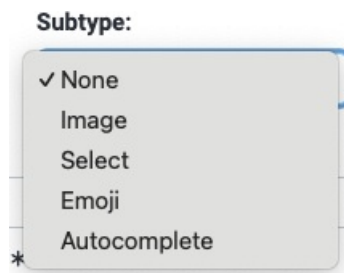 Subtype:
✓ None
Image
Select
Emoji
Autocomplete
*